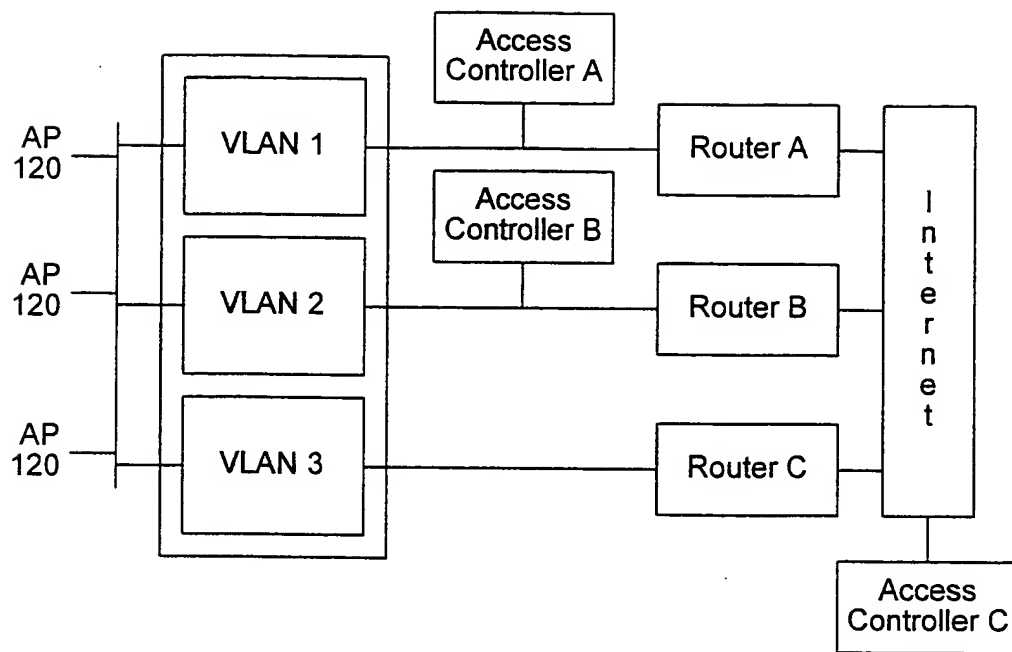 Access
Controller A
AP
120
VLAN 1
Router A
Access
Controller B
AP
120
VLAN 2
Router B
Internet
AP
120
VLAN 3
Router C
Access
Controller C